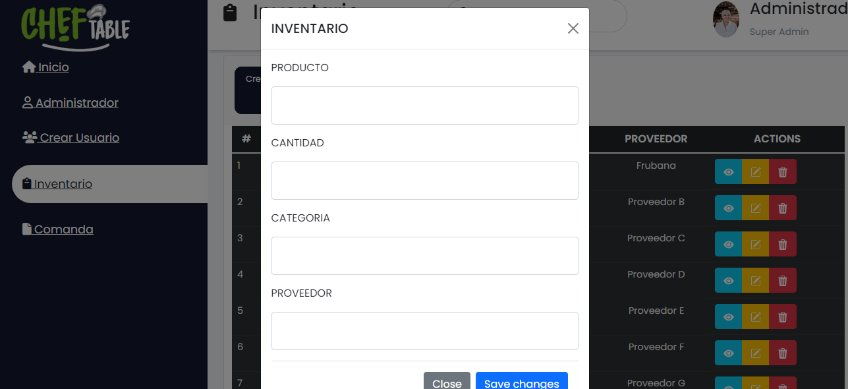 CHEF
TABLE
Inicio
Administrador
Crear Usuario
Inventario
Comanda
INVENTARIO
PRODUCTO
CANTIDAD
CATEGORIA
PROVEEDOR
Close
Save changes
Administrad
Super Admin
Cre
# PROVEEDOR ACTIONS
1 Frubana
2 Proveedor B
3 Proveedor C
4 Proveedor D
5 Proveedor E
6 Proveedor F
7 Proveedor G